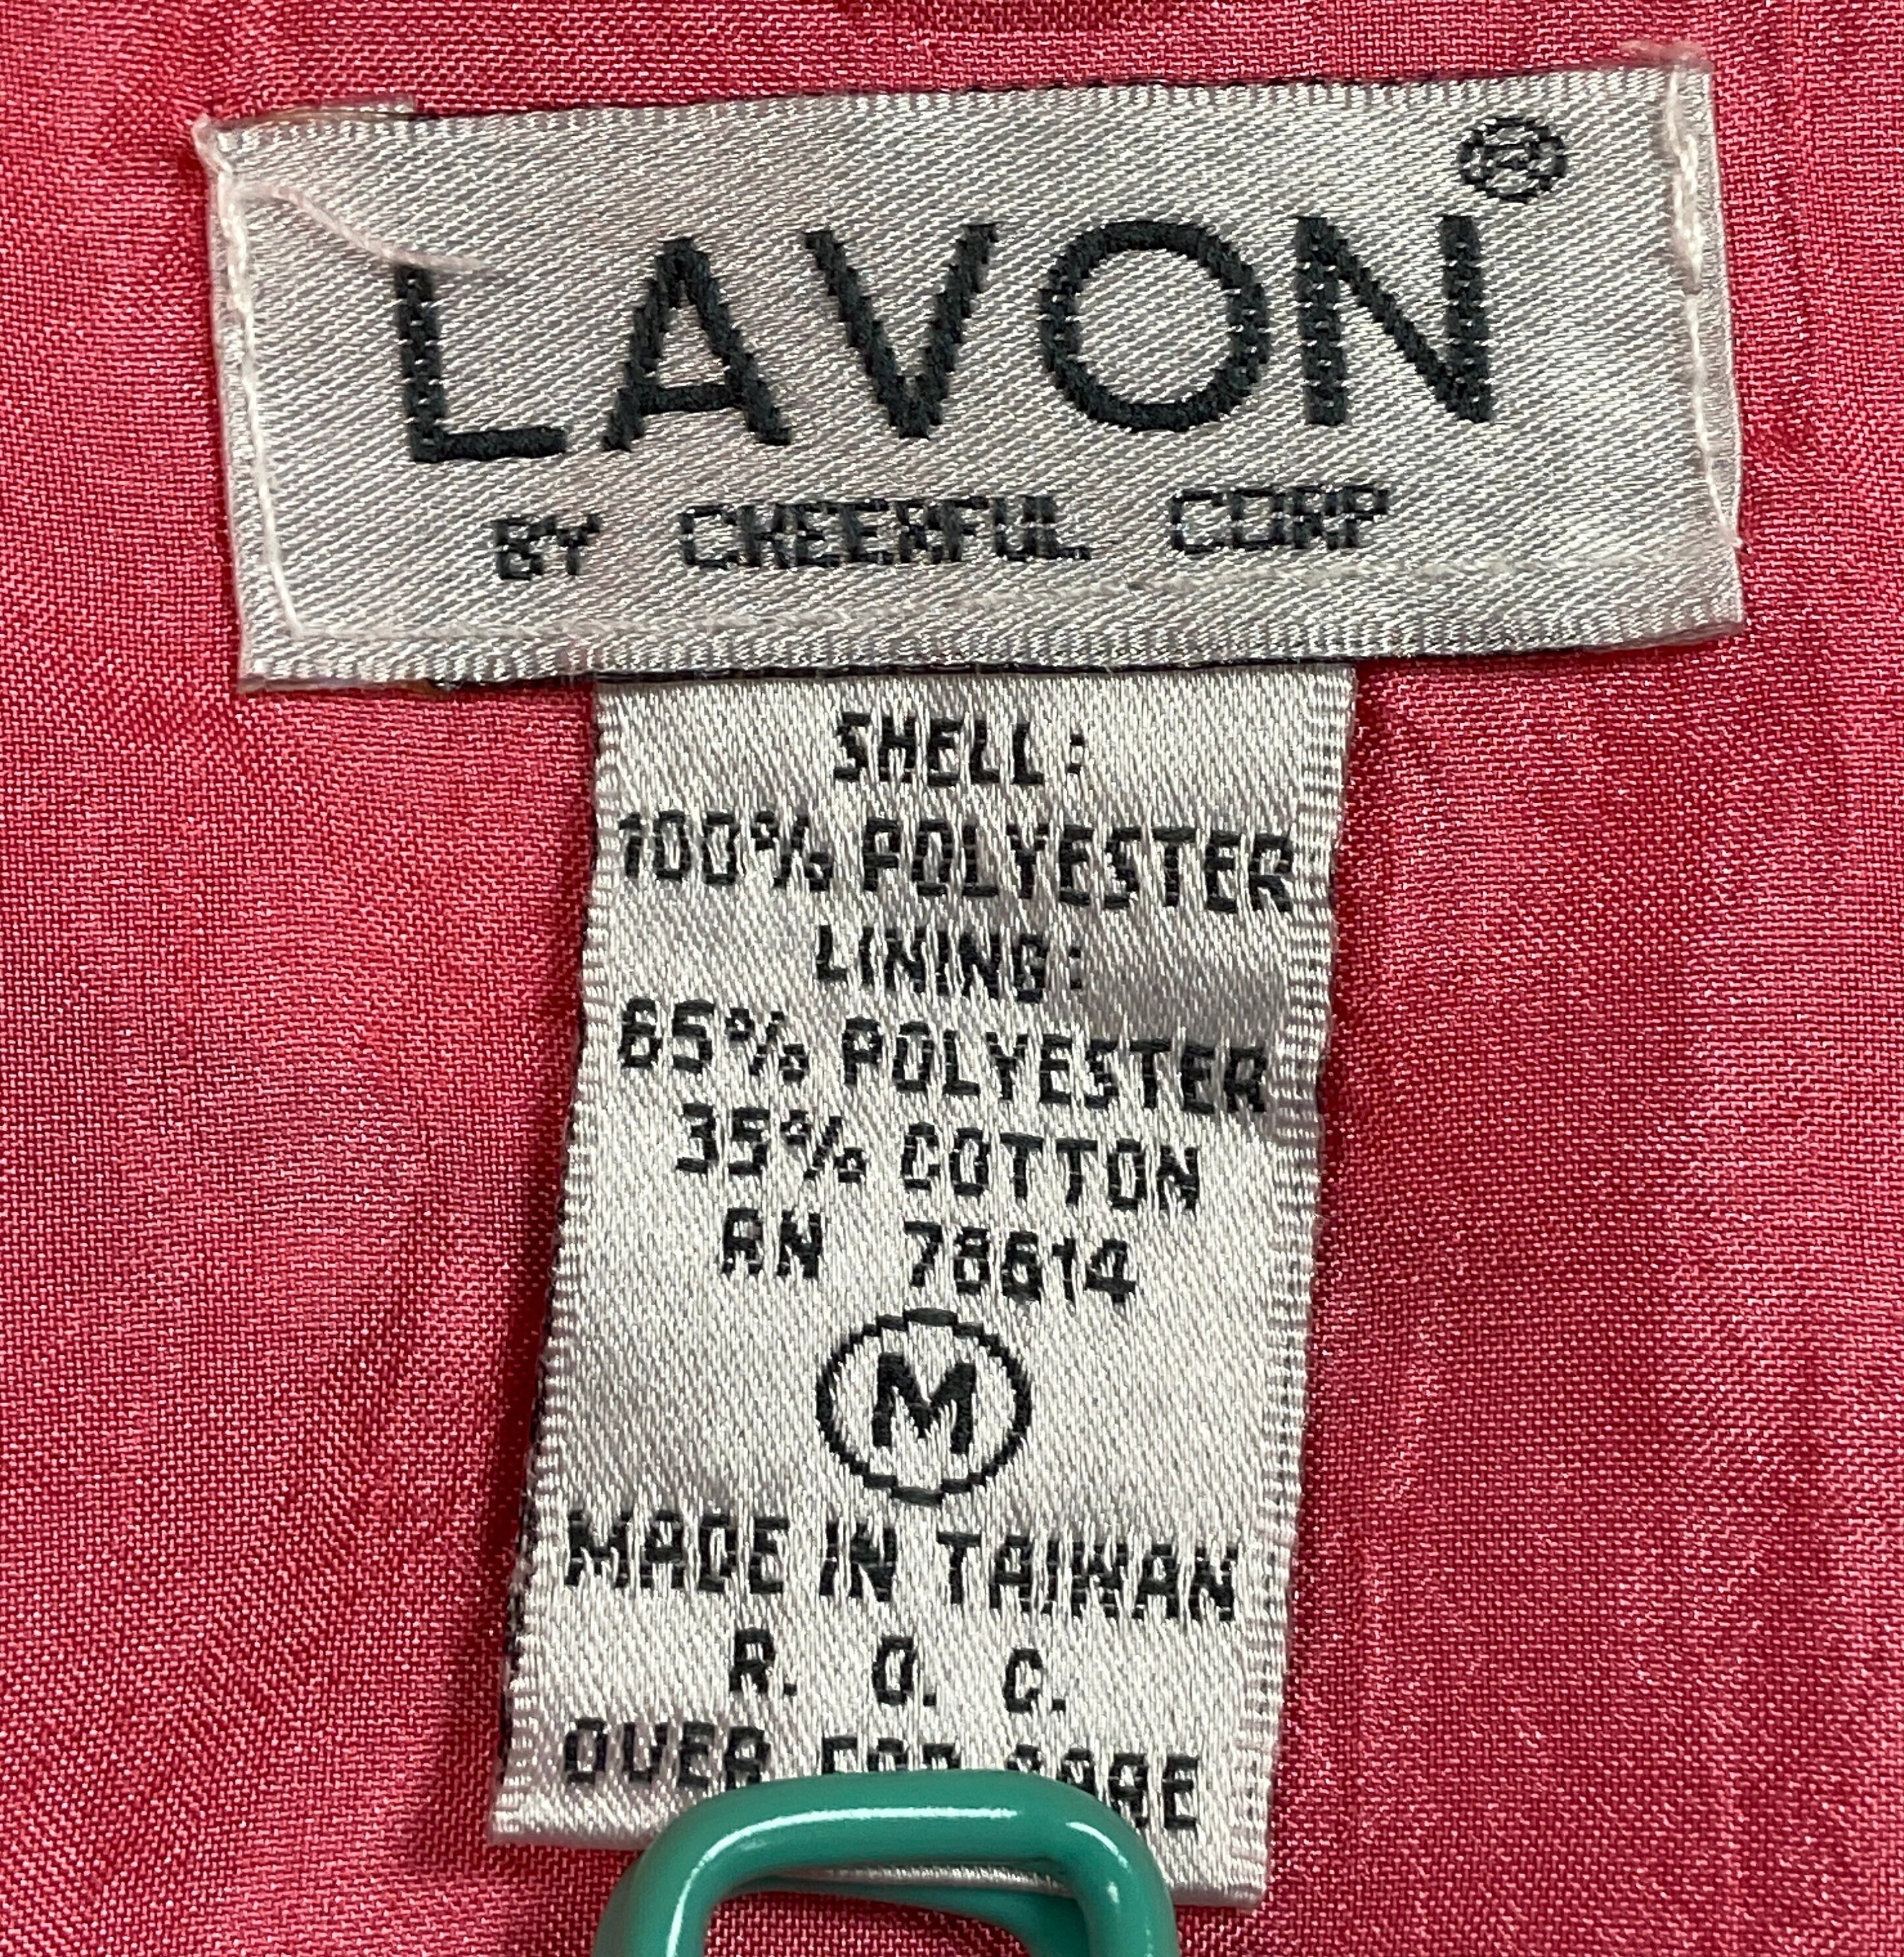 LAVON®
BY CHEERFUL CORP
SHELL:
100% POLYESTER
LINING:
65% POLYESTER
35% COTTON
RN 78614
M
MADE IN TAIWAN
R. O. C.
OVER FOR CARE